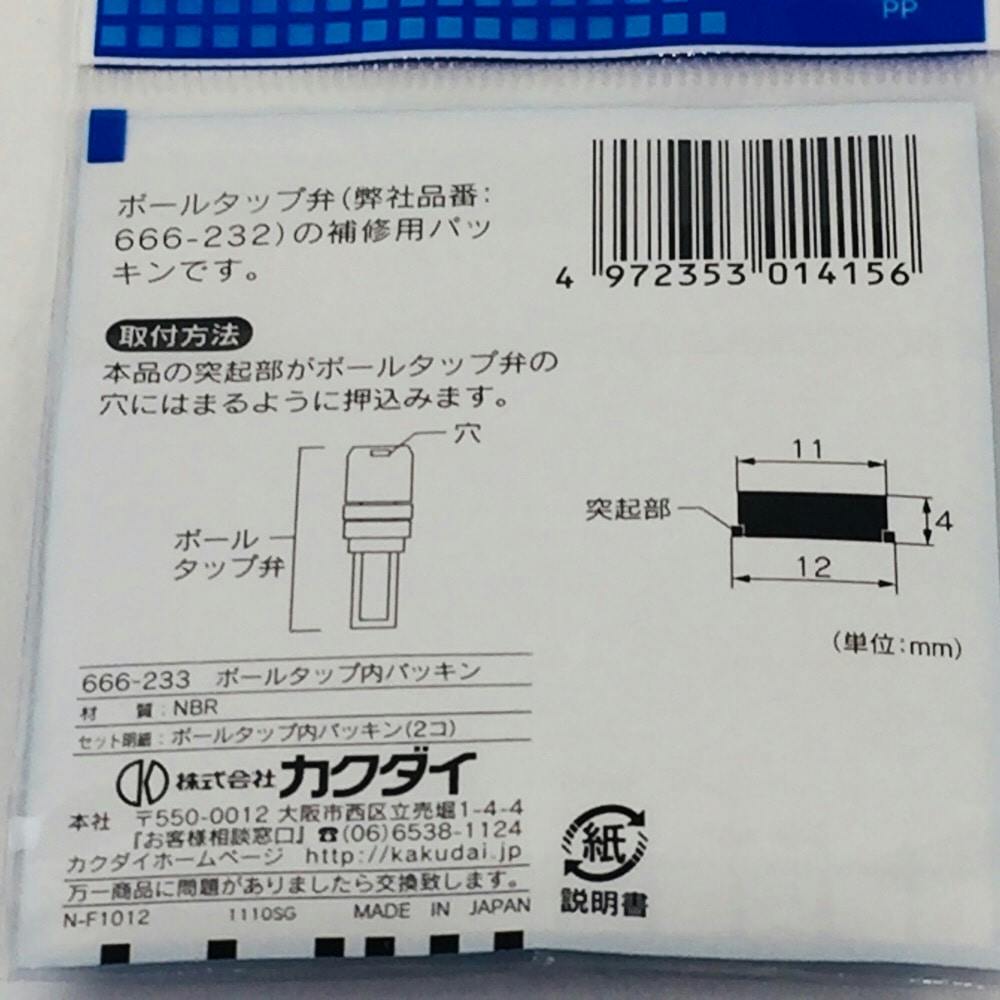 PP
ボールタップ弁(弊社品番:
666-232)の補修用パッ
キンです。
4 972353 014156
取付方法
本品の突起部がボールタップ弁の
穴にはまるように押込みます。
穴
ボール
タップ弁
11
突起部
4
12
(単位:mm)
666-233 ボールタップ内パッキン
材 質:NBR
セット明細:ボールタップ内パッキン(2コ)
株式会社カクダイ
本社 〒550-0012 大阪市西区立売堀1-4-4
『お客様相談窓口』☎(06)6538-1124
カクダイホームページ http://kakudai.jp
万一商品に問題がありましたら交換致します。
N-F1012 1110SG MADE IN JAPAN
紙
説明書